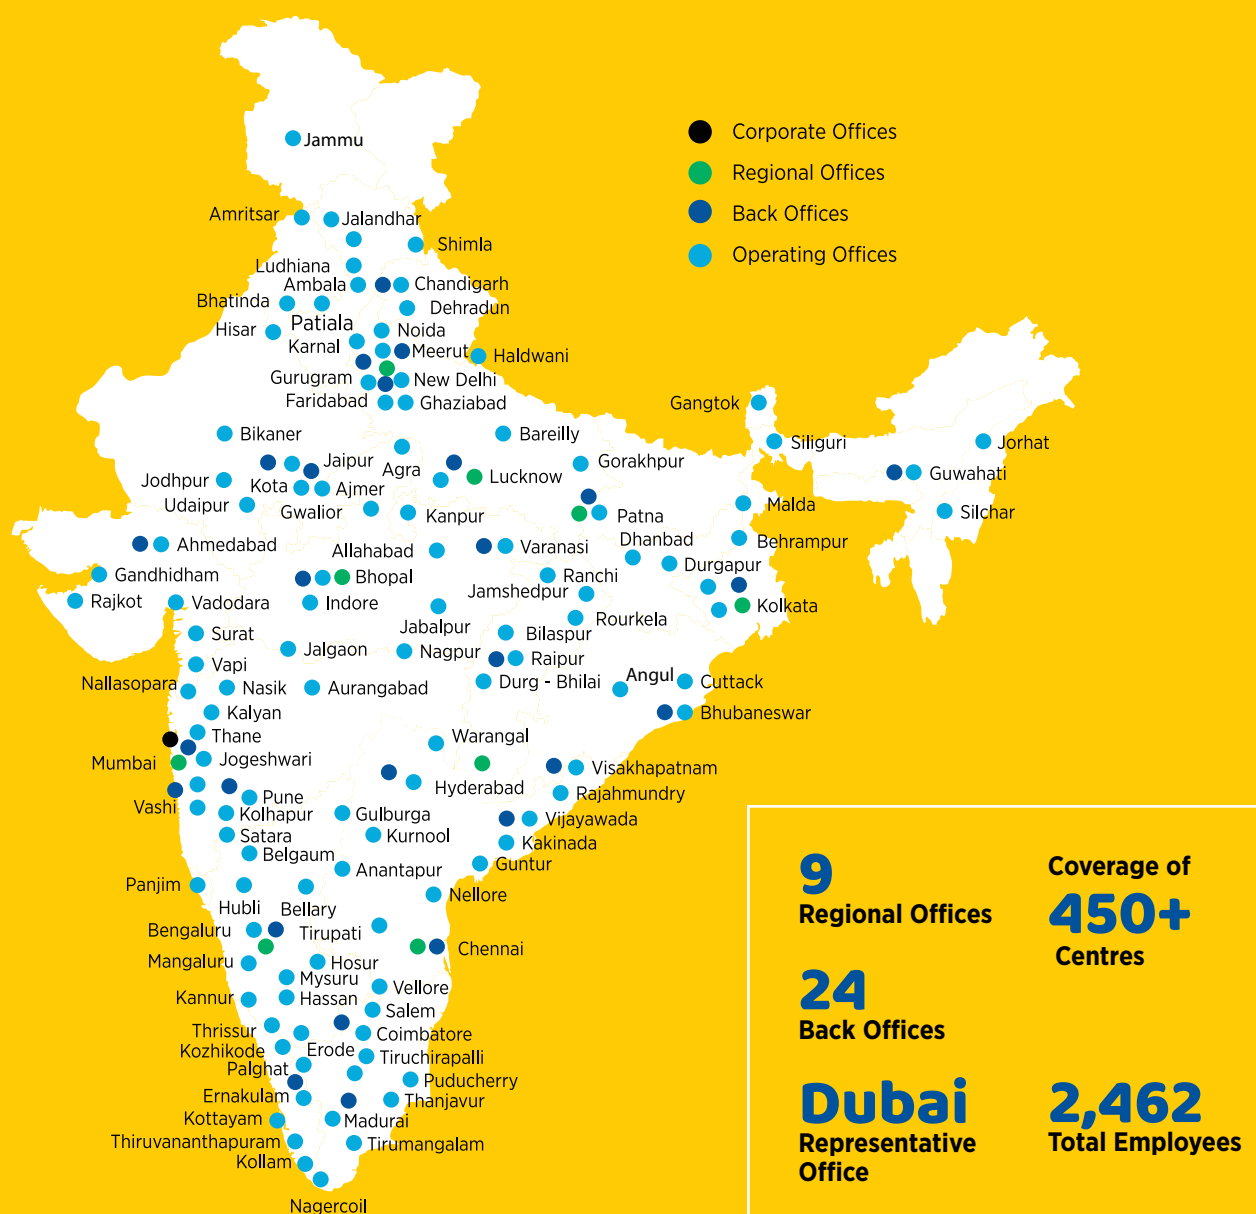 Jammu
Corporate Offices
Regional Offices
Back Offices
Operating Offices
Amritsar
Jalandhar
Shimla
Ludhiana
Ambala
Chandigarh
Bhatinda
Dehradun
Hisar
Patiala
Noida
Karnal
Meerut
Haldwani
Gurugram
New Delhi
Faridabad
Ghaziabad
Gangtok
Bikaner
Bareilly
Siliguri
Jorhat
Jaipur
Agra
Gorakhpur
Jodhpur
Kota
Ajmer
Lucknow
Guwahati
Udaipur
Gwalior
Kanpur
Patna
Malda
Silchar
Ahmedabad
Allahabad
Varanasi
Dhanbad
Behrampur
Gandhidham
Bhopal
Ranchi
Durgapur
Rajkot
Vadodara
Indore
Jamshedpur
Kolkata
Jabalpur
Rourkela
Surat
Bilaspur
Jalgaon
Nagpur
Raipur
Vapi
Nallasopara
Nasik
Aurangabad
Durg - Bhilai
Angul
Cuttack
Kalyan
Bhubaneswar
Thane
Warangal
Mumbai
Jogeshwari
Visakhapatnam
Hyderabad
Rajahmundry
Vashi
Pune
Kolhapur
Gulburga
Vijayawada
Satara
Kurnool
Kakinada
Belgaum
Anantapur
Guntur
Panjim
Hubli
Bellary
Nellore
Bengaluru
Tirupati
Chennai
Mangaluru
Hosur
Mysuru
Kannur
Hassan
Vellore
Salem
Thrissur
Coimbatore
Kozhikode
Erode
Tiruchirapalli
Palghat
Puducherry
Ernakulam
Thanjavur
Kottayam
Madurai
Thiruvananthapuram
Tirumangalam
Kollam
Nagercoil
9
Regional Offices
Coverage of
450+
Centres
24
Back Offices
Dubai
Representative
Office
2,462
Total Employees